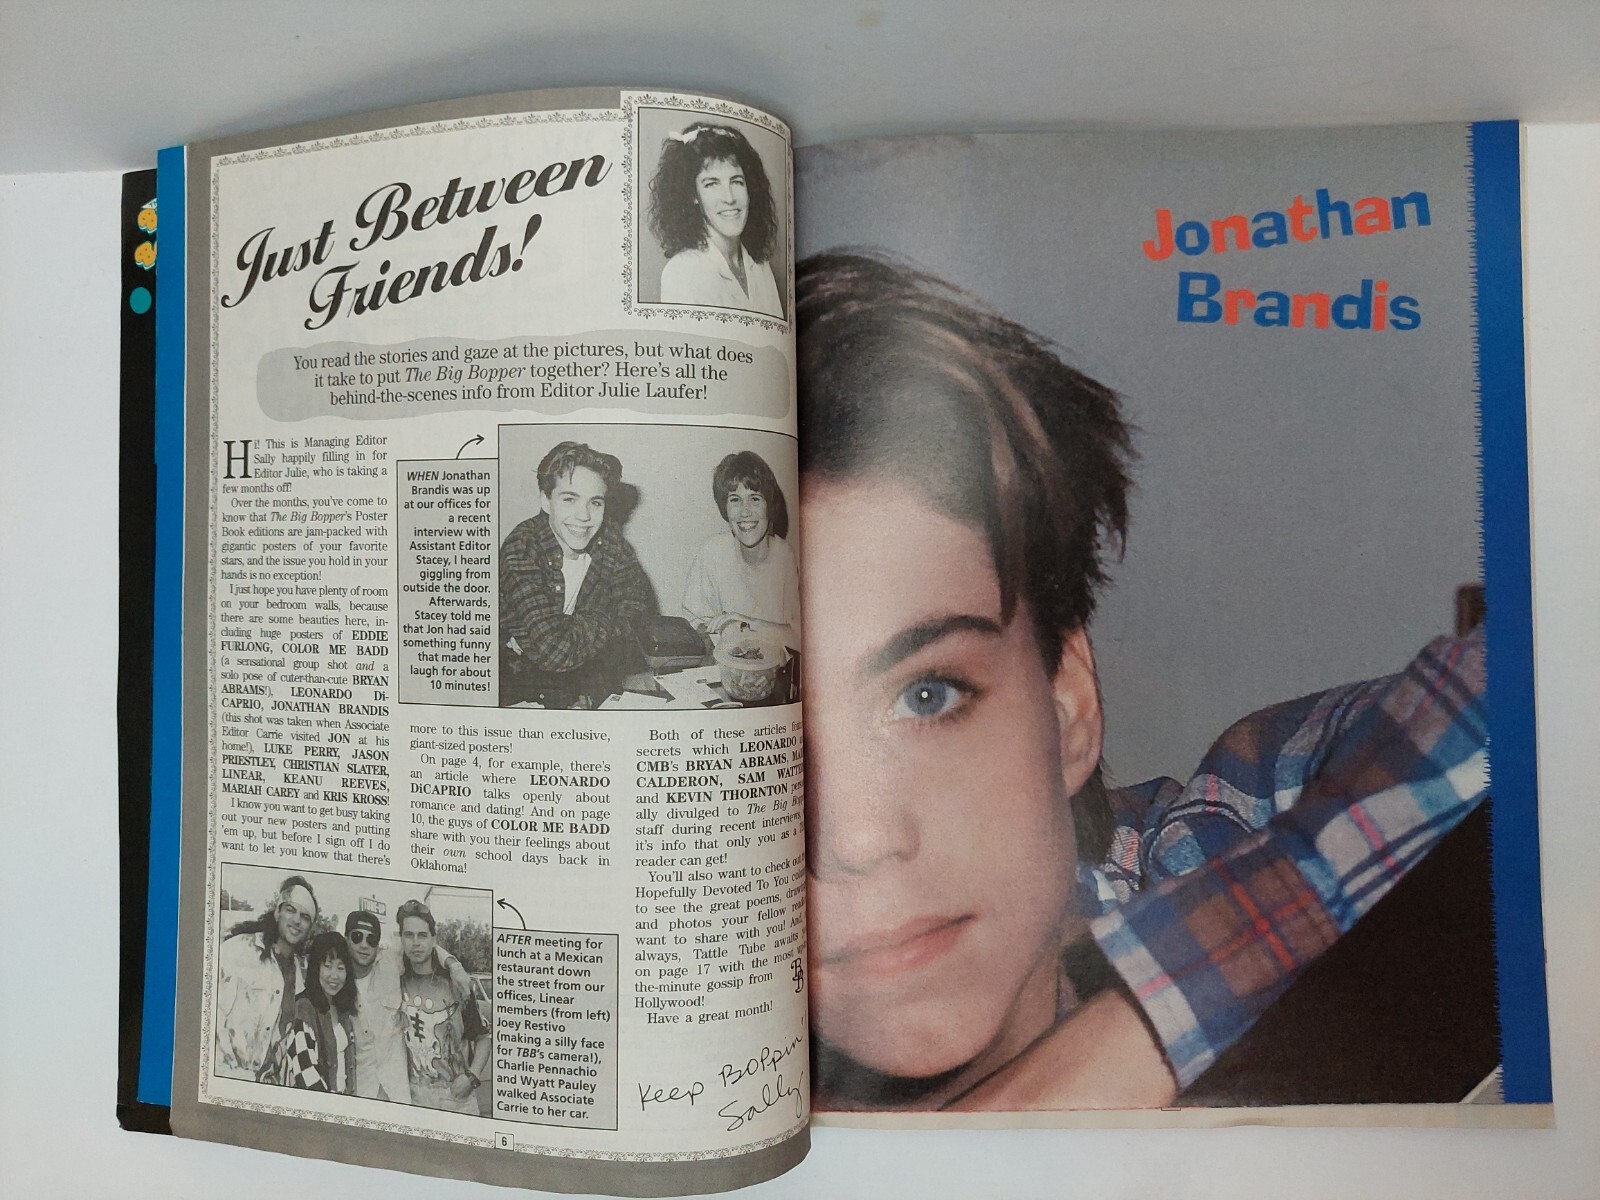 Just Between
Friends!
You read the stories and gaze at the pictures, but what does
it take to put The Big Bopper together? Here's all the
behind-the-scenes info from Editor Julie Laufer!
Hi! This is Managing Editor
Sally happily filling in for
Editor Julie, who is taking a
few months off!
Over the months, you've come to
know that The Big Bopper's Poster
Book editions are jam-packed with
gigantic posters of your favorite
stars, and the issue you hold in your
hands is no exception!
I just hope you have plenty of room
on your bedroom walls, because
there are some beauties here, in-
cluding huge posters of EDDIE
FURLONG, COLOR ME BADD
(a sensational group shot and a
solo pose of cuter-than-cute BRYAN
ABRAMS!), LEONARDO Di-
CAPRIO, JONATHAN BRANDIS
(this shot was taken when Associate
Editor Carrie visited JON at his
home!), LUKE PERRY, JASON
PRIESTLEY, CHRISTIAN SLATER,
LINEAR, KEANU REEVES,
MARIAH CAREY and KRIS KROSS!
I know you want to get busy taking
out your new posters and putting
'em up, but before I sign off I do
want to let you know that there's
WHEN Jonathan
Brandis was up
at our offices for
a recent
interview with
Assistant Editor
Stacey, I heard
giggling from
outside the door.
Afterwards,
Stacey told me
that Jon had said
something funny
that made her
laugh for about
10 minutes!
more to this issue than exclusive,
giant-sized posters!
On page 4, for example, there's
an article where LEONARDO
DiCAPRIO talks openly about
romance and dating! And on page
10, the guys of COLOR ME BADD
share with you their feelings about
their own school days back in
Oklahoma!
Both of these articles
secrets which LEONARDO
CMB's BRYAN ABRAMS,
CALDERON, SAM
and KEVIN THORNTON
ally divulged to The Big
staff during recent interviews,
it's info that only you as a
reader can get!
You'll also want to check out
Hopefully Devoted To You
to see the great poems,
and photos your fellow
want to share with you!
always, Tattle Tube awaits
on page 17 with the most
the-minute gossip from
Hollywood!
Have a great month!
Keep BOPPin'!
Sally
AFTER meeting for
lunch at a Mexican
restaurant down
the street from our
offices, Linear
members (from left)
Joey Restivo
(making a silly face
for TBB's camera!),
Charlie Pennachio
and Wyatt Pauley
walked Associate
Carrie to her car.
6
Jonathan
Brandis